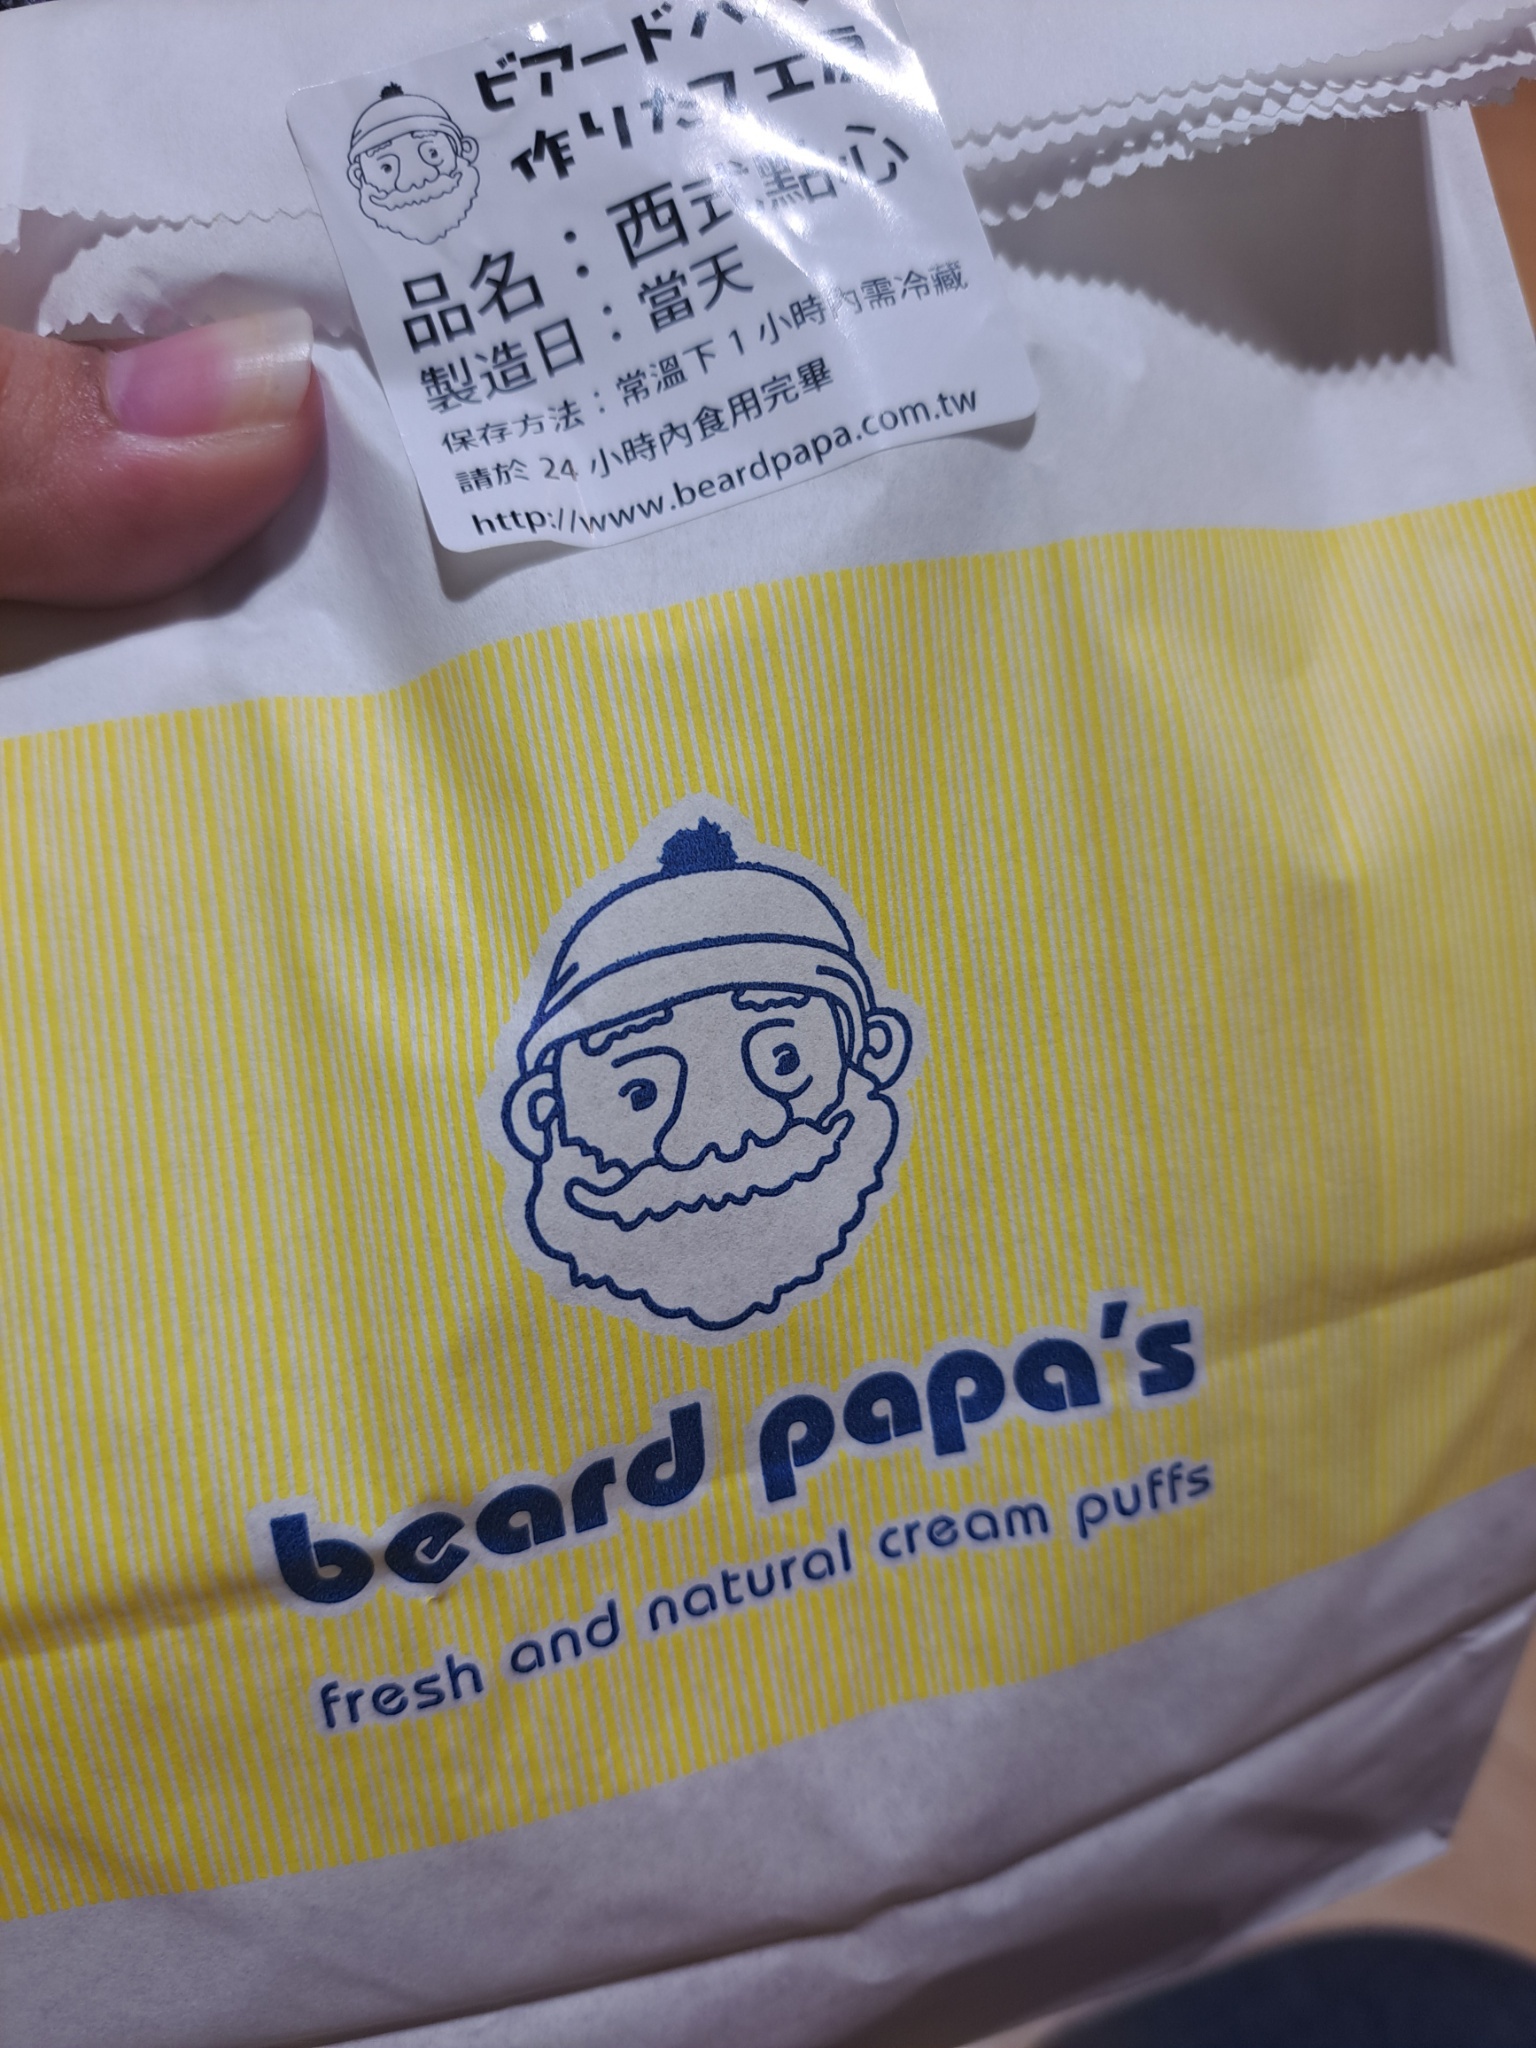 ビアードパ
作りたて工房
品名：西式點心
製造日：當天
保存方法：常溫下 1 小時內需冷藏
請於 24 小時內食用完畢
http://www.beardpapa.com.tw
beard papa's
fresh and natural cream puffs